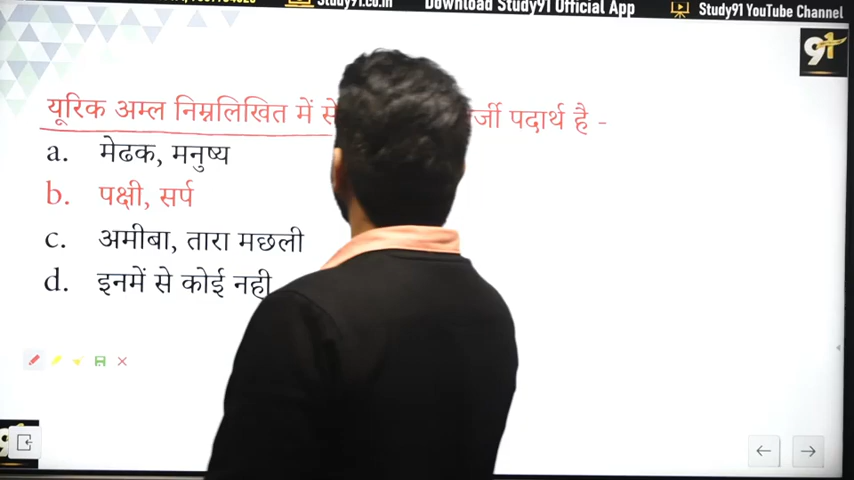 Study91.co.in
Download Study91 Official App
Study91 YouTube Channel
91
यूरिक अम्ल निम्नलिखित में से पदार्थ है -
a. मेढक, मनुष्य
b. पक्षी, सर्प
c. अमीबा, तारा मछली
d. इनमें से कोई नही